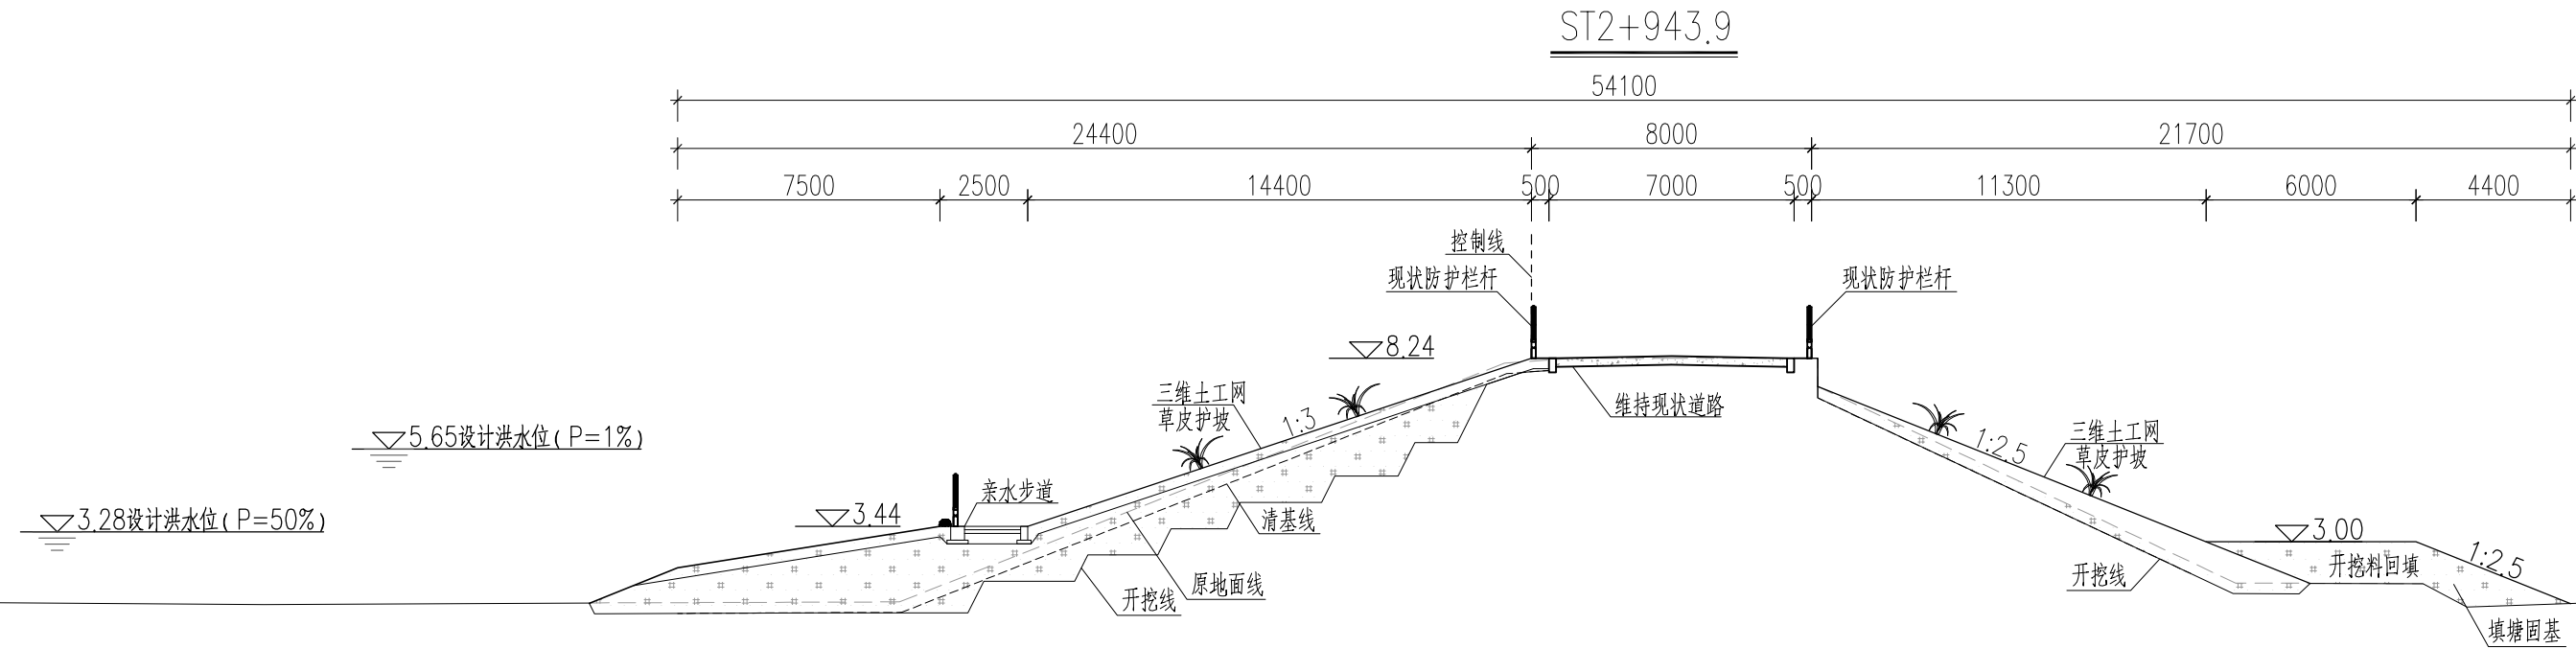 ST2+943.9
54100
24400
8000
21700
7500
2500
14400
500
7000
500
11300
6000
4400
控制线
现状防护栏杆
现状防护栏杆
8.24
三维土工网
草皮护坡
1:3
维持现状道路
5.65设计洪水位(P=1%)
1:2.5
三维土工网
草皮护坡
3.44
亲水步道
3.28设计洪水位(P=50%)
清基线
3.00
1:2.5
开挖料回填
原地面线
开挖线
开挖线
填塘固基